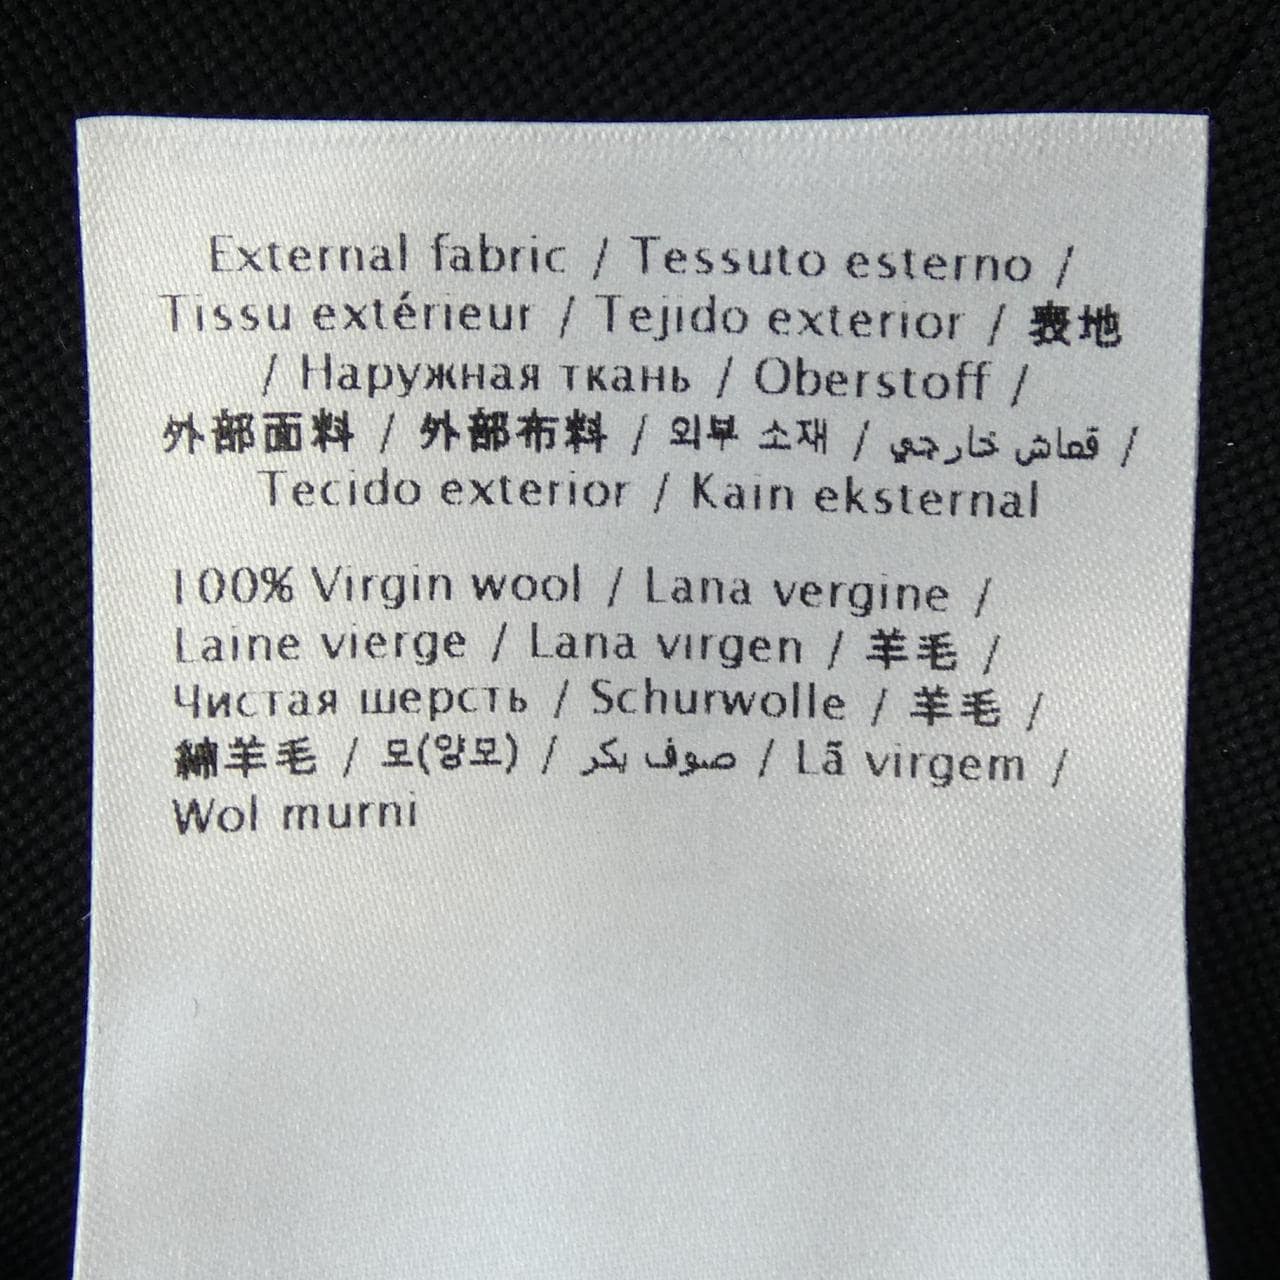 External fabric / Tessuto esterno /
Tissu extérieur / Tejido exterior / 表地
/ Наружная ткань / Oberstoff /
外部面料 / 外部布料 / 외부 소재 / قماش خارجي /
Tecido exterior / Kain eksternal
100% Virgin wool / Lana vergine /
Laine vierge / Lana virgen / 羊毛 /
Чистая шерсть / Schurwolle / 羊毛 /
純羊毛 / 모(양모) / صوف بكر / Lã virgem /
Wol murni